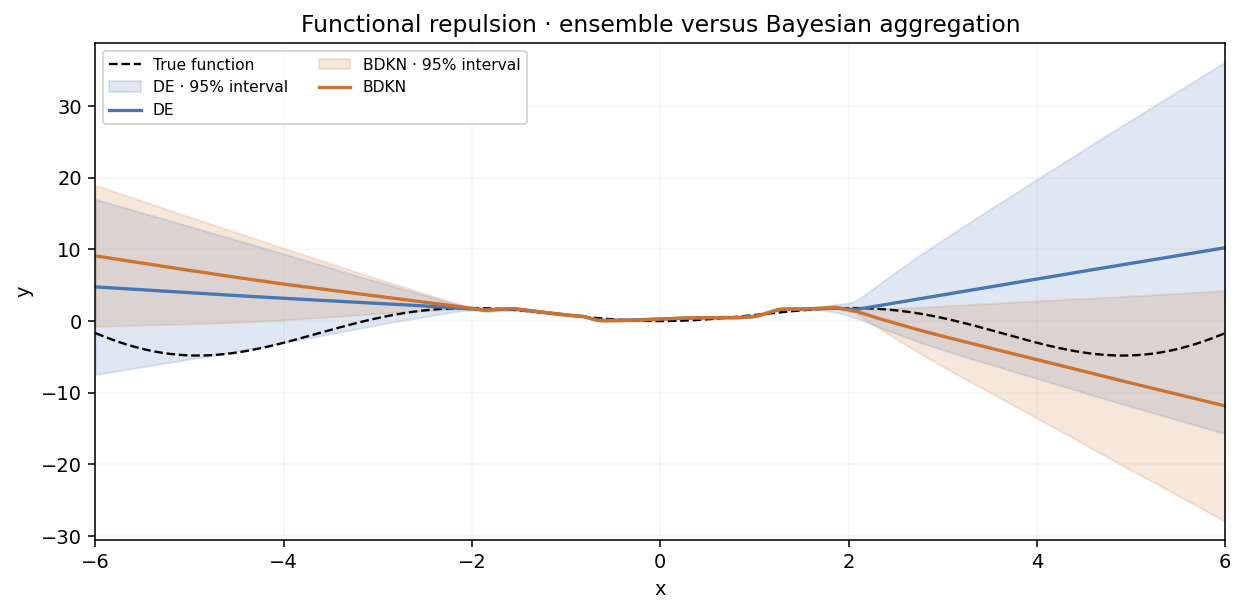 Functional repulsion · ensemble versus Bayesian aggregation
True function
DE · 95% interval
DE
BDKN · 95% interval
BDKN
y
30
20
10
0
−10
−20
−30
−6
−4
−2
0
2
4
6
x